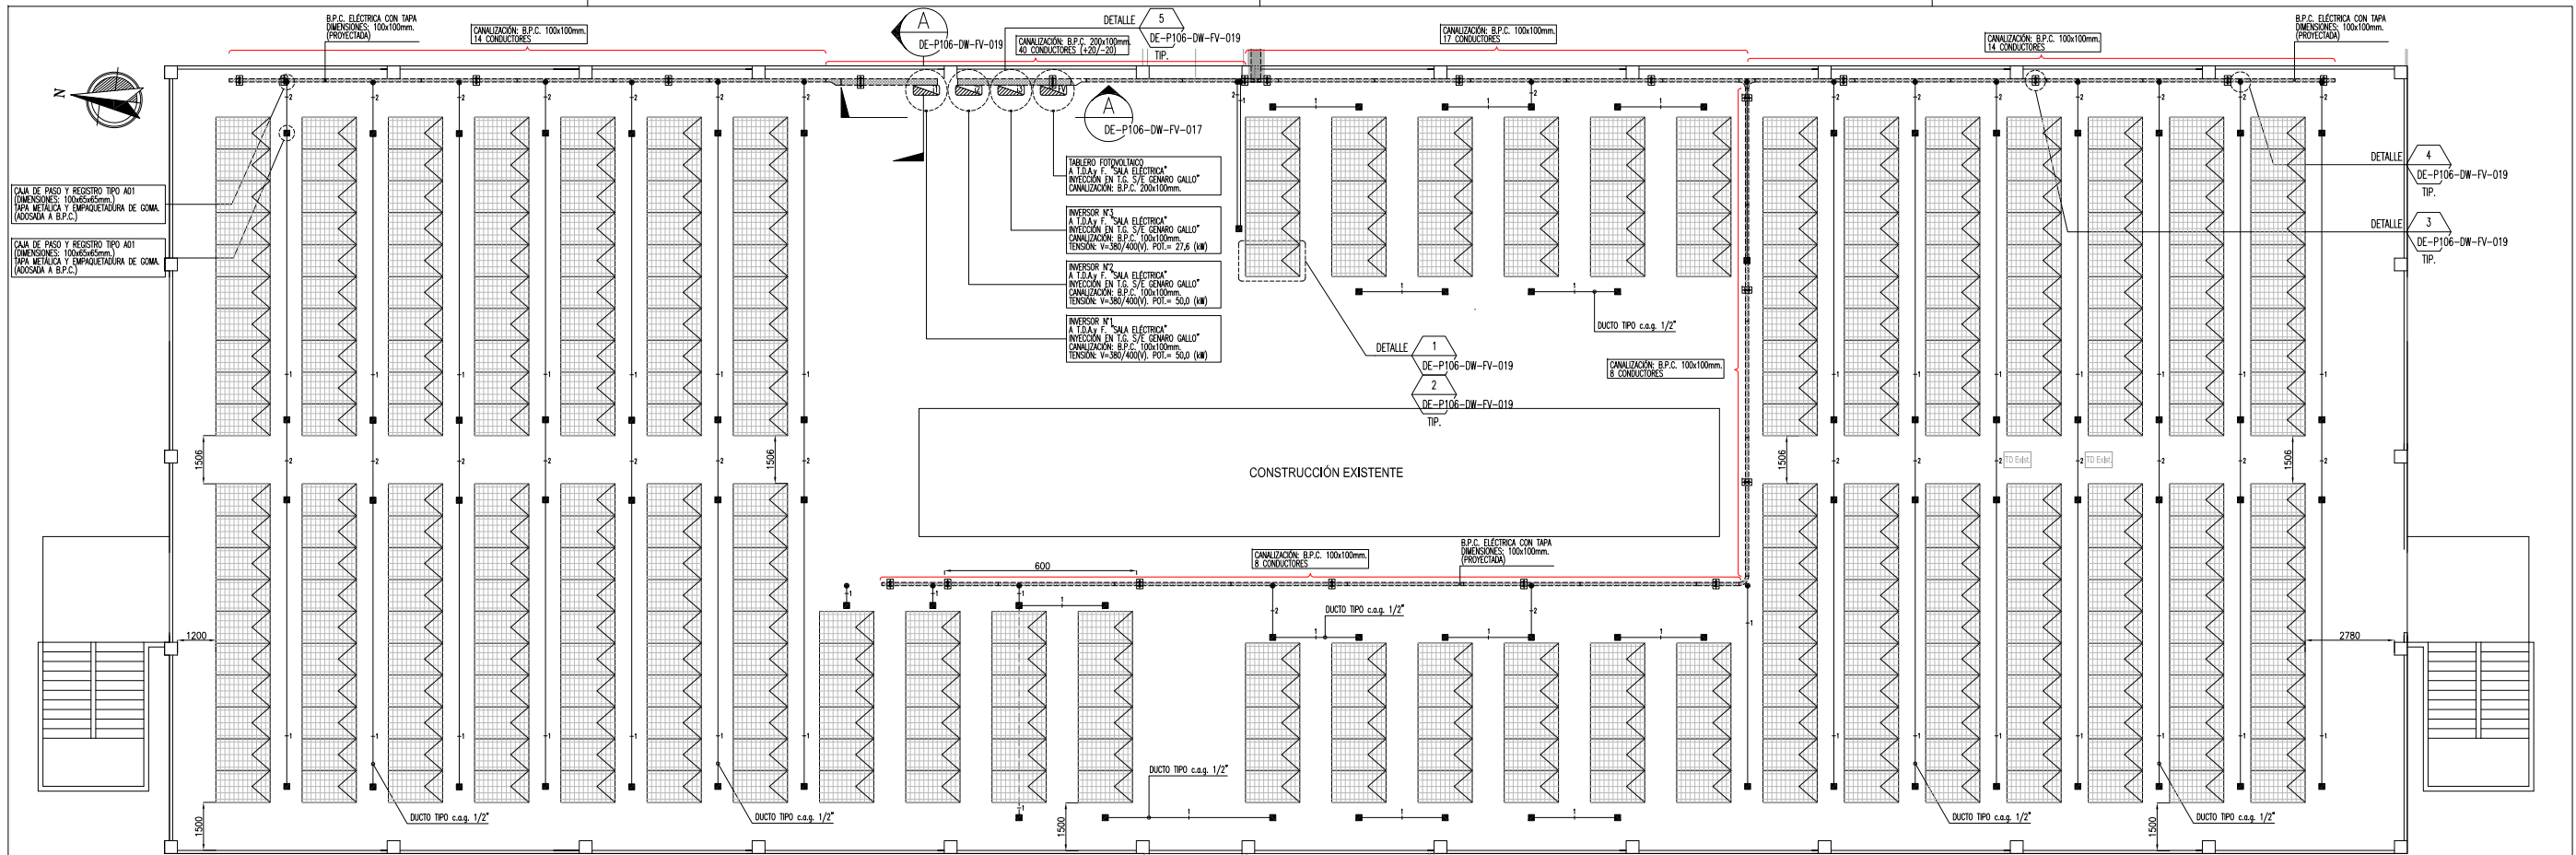 B.P.C. ELÉCTRICA CON TAPA
DIMENSIONES: 100x100mm.
(PROYECTADA)
CANALIZACIÓN: B.P.C. 100x100mm.
14 CONDUCTORES
A
DE-P106-DW-FV-019
CANALIZACIÓN: B.P.C. 200x100mm.
40 CONDUCTORES (+20/-20)
DETALLE
5
DE-P106-DW-FV-019
TIP.
CANALIZACIÓN: B.P.C. 100x100mm.
17 CONDUCTORES
CANALIZACIÓN: B.P.C. 100x100mm.
14 CONDUCTORES
B.P.C. ELÉCTRICA CON TAPA
DIMENSIONES: 100x100mm.
(PROYECTADA)
N
A
DE-P106-DW-FV-017
TABLERO FOTOVOLTAICO
A T.D.A.y F. "SALA ELÉCTRICA"
INYECCIÓN EN T.G. S/E GENARO GALLO"
CANALIZACIÓN: B.P.C. 200x100mm.
INVERSOR N°3
A T.D.A.y F. "SALA ELÉCTRICA"
INYECCIÓN EN T.G. S/E GENARO GALLO"
CANALIZACIÓN: B.P.C. 100x100mm.
TENSIÓN: V=380/400(V). POT.= 27,6 (kW)
INVERSOR N°2
A T.D.A.y F. "SALA ELÉCTRICA"
INYECCIÓN EN T.G. S/E GENARO GALLO"
CANALIZACIÓN: B.P.C. 100x100mm.
TENSIÓN: V=380/400(V). POT.= 50,0 (kW)
INVERSOR N°1
A T.D.A.y F. "SALA ELÉCTRICA"
INYECCIÓN EN T.G. S/E GENARO GALLO"
CANALIZACIÓN: B.P.C. 100x100mm.
TENSIÓN: V=380/400(V). POT.= 50,0 (kW)
CAJA DE PASO Y REGISTRO TIPO A01
(DIMENSIONES: 100x65x65mm.)
TAPA METÁLICA Y EMPAQUETADURA DE GOMA.
(ADOSADA A B.P.C.)
CAJA DE PASO Y REGISTRO TIPO A01
(DIMENSIONES: 100x65x65mm.)
TAPA METÁLICA Y EMPAQUETADURA DE GOMA.
(ADOSADA A B.P.C.)
DETALLE
4
DE-P106-DW-FV-019
TIP.
DETALLE
3
DE-P106-DW-FV-019
TIP.
DUCTO TIPO c.a.g. 1/2"
DETALLE
1
DE-P106-DW-FV-019
2
DE-P106-DW-FV-019
TIP.
CANALIZACIÓN: B.P.C. 100x100mm.
8 CONDUCTORES
1506
1506
CONSTRUCCIÓN EXISTENTE
1506
TD Exist.
TD Exist.
1506
CANALIZACIÓN: B.P.C. 100x100mm.
8 CONDUCTORES
B.P.C. ELÉCTRICA CON TAPA
DIMENSIONES: 100x100mm.
(PROYECTADA)
600
DUCTO TIPO c.a.g. 1/2"
1200
2780
DUCTO TIPO c.a.g. 1/2"
DUCTO TIPO c.a.g. 1/2"
DUCTO TIPO c.a.g. 1/2"
DUCTO TIPO c.a.g. 1/2"
DUCTO TIPO c.a.g. 1/2"
1500
1500
1500